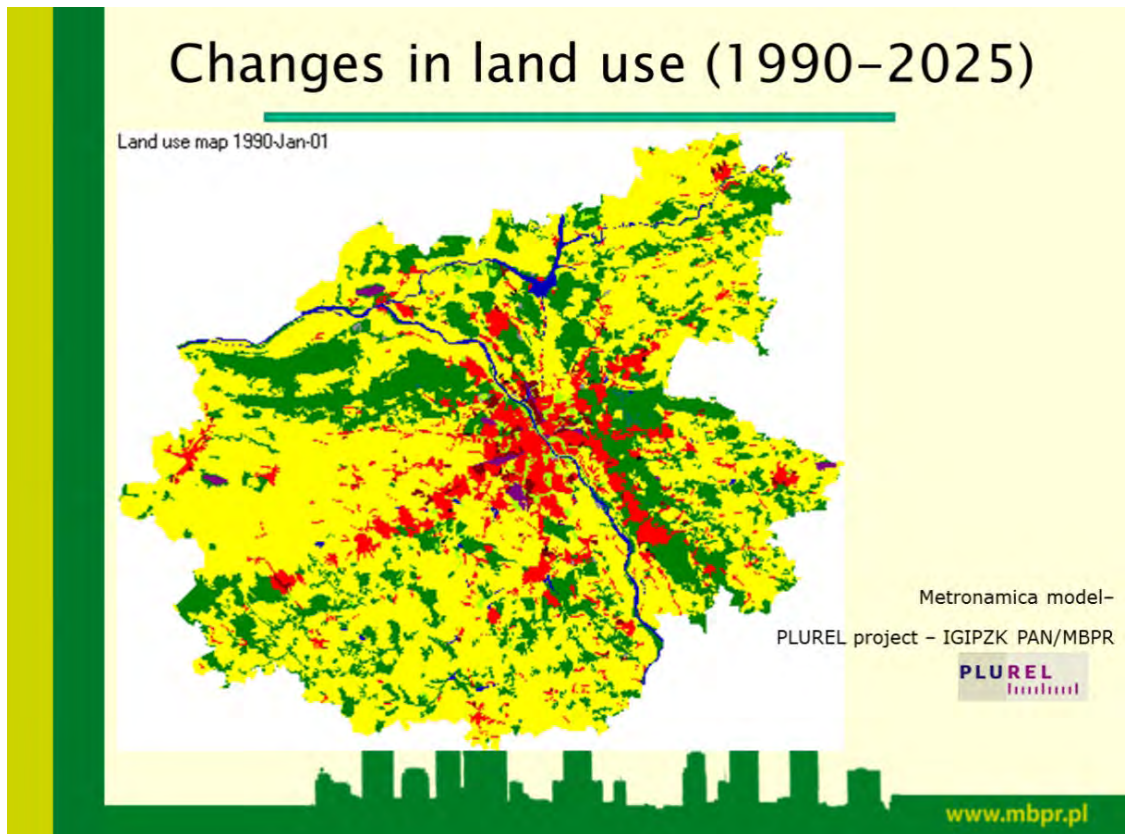 Changes in land use (1990–2025)
Land use map 1990-Jan-01
Metronamica model–
PLUREL project – IGIPZK PAN/MBPR
PLUREL
www.mbpr.pl